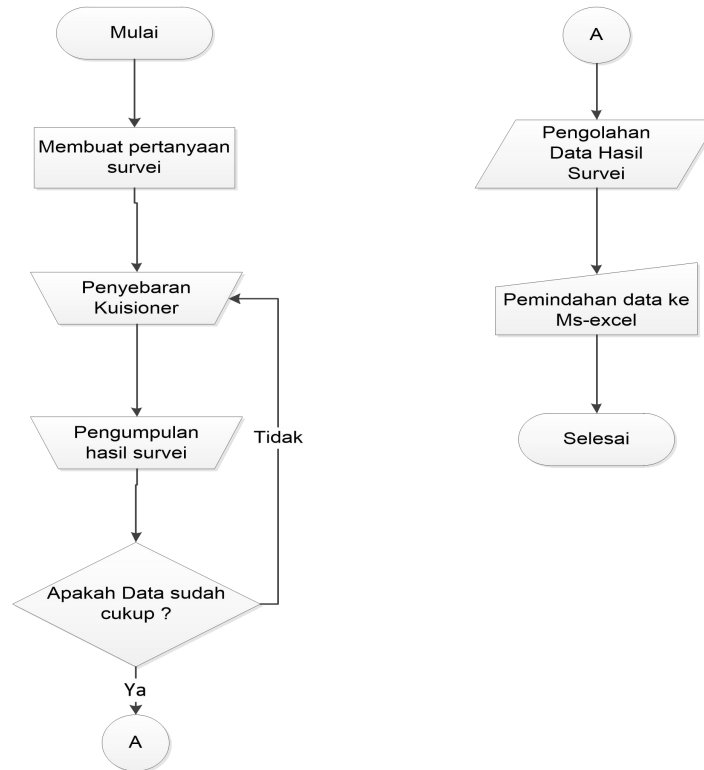 Mulai
Membuat pertanyaan
survei
Penyebaran
Kuisioner
Pengumpulan
hasil survei
Tidak
Apakah Data sudah
cukup ?
Ya
A
A
Pengolahan
Data Hasil
Survei
Pemindahan data ke
Ms-excel
Selesai